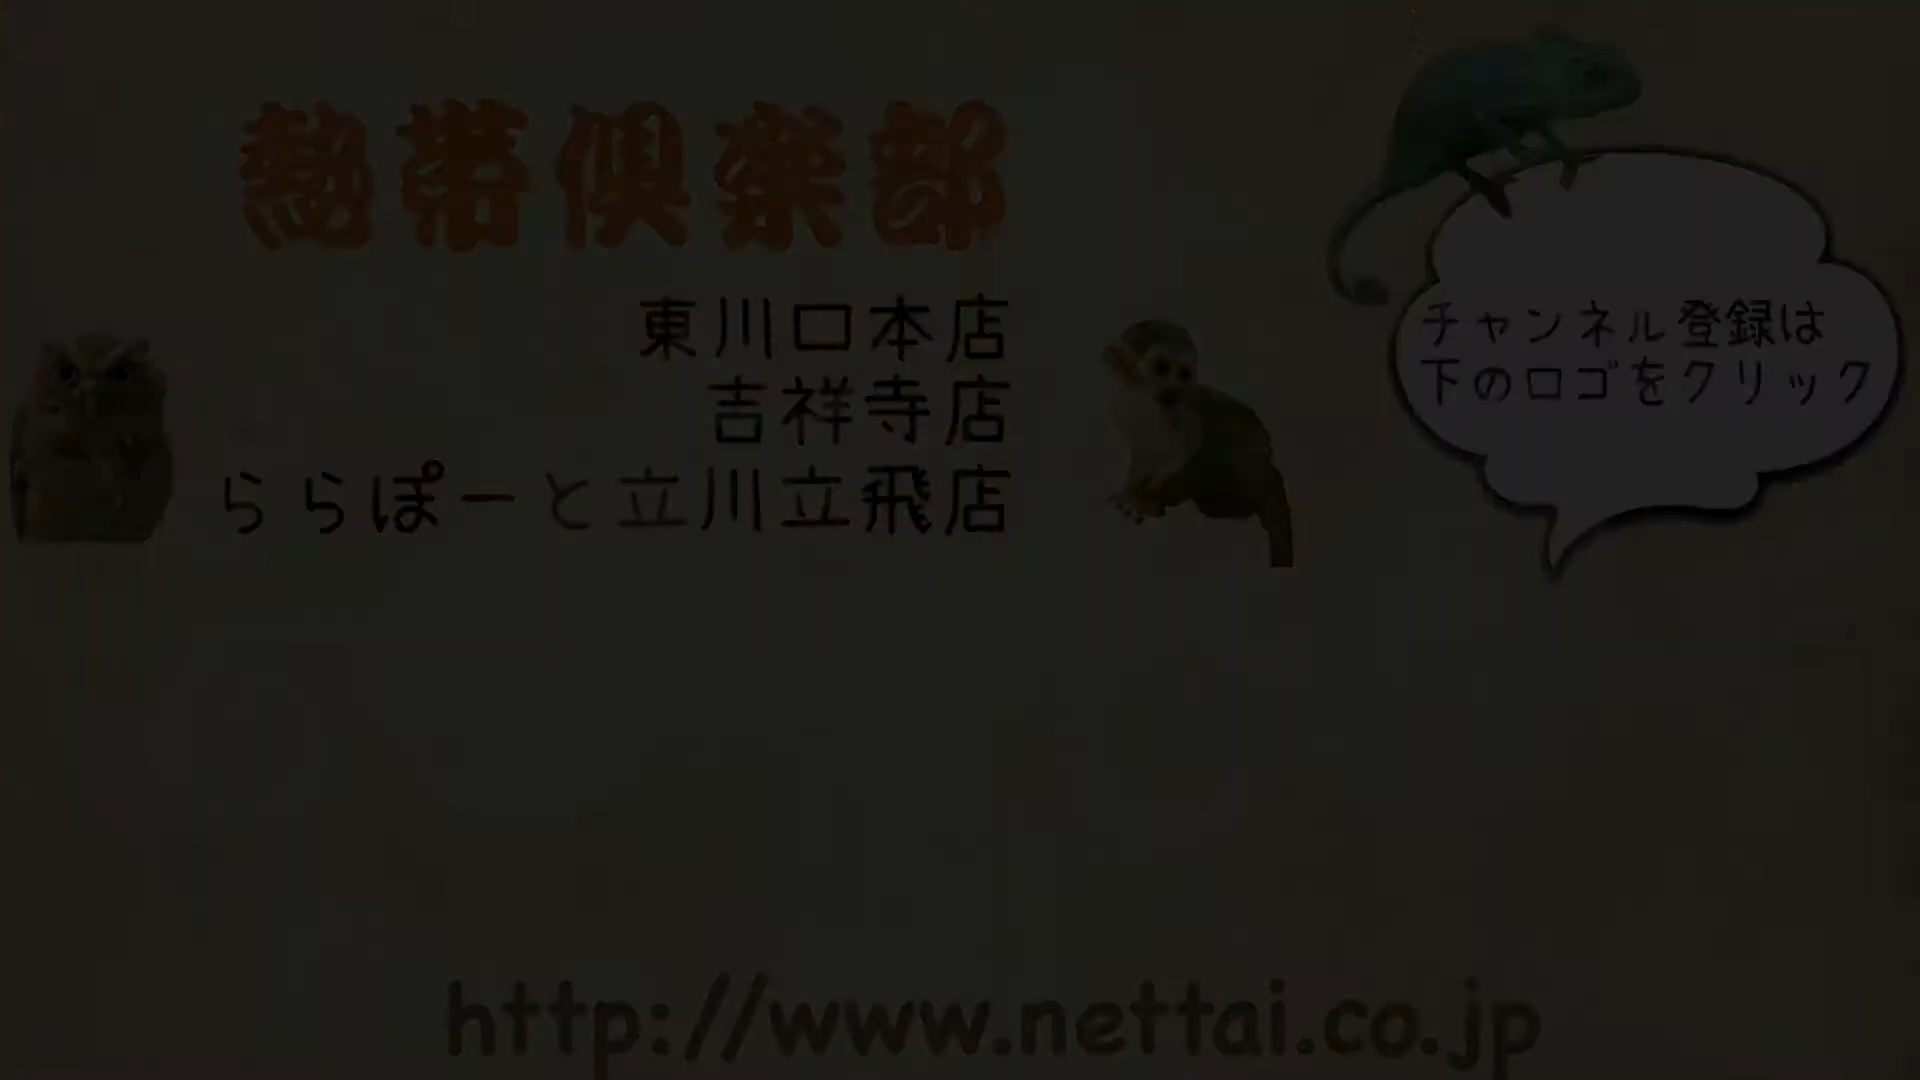 熱帯倶楽部
東川口本店
吉祥寺店
ららぽーと立川立飛店
チャンネル登録は
下のロゴをクリック
http://www.nettai.co.jp